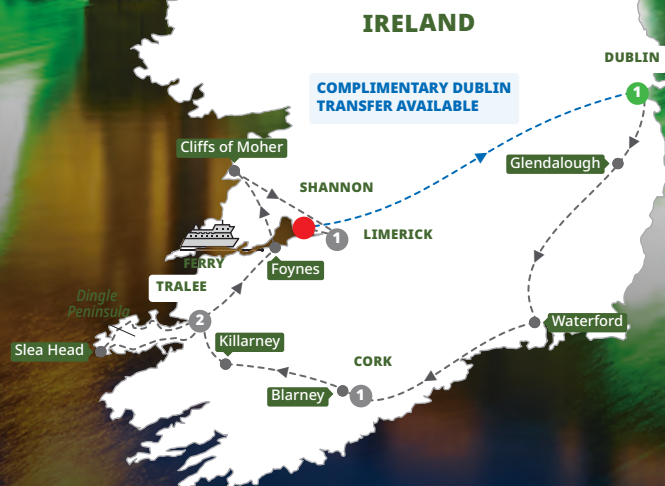 IRELAND
DUBLIN
1
COMPLIMENTARY DUBLIN
TRANSFER AVAILABLE
Cliffs of Moher
Glendalough
SHANNON
1
LIMERICK
FERRY
Foynes
TRALEE
Dingle
Peninsula
2
Waterford
Slea Head
Killarney
CORK
Blarney
1